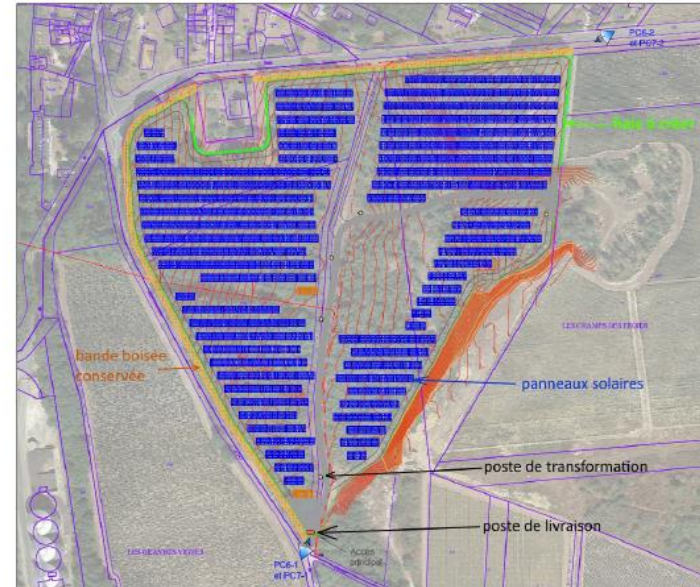 PC6-2
et PC7-2
haie à créer
LES CHAMPS DES FROIDS
bande boisée
conservée
panneaux solaires
poste de transformation
poste de livraison
LES GRANDES VIGNES
Accès
principal
PC6-1
et PC7-1